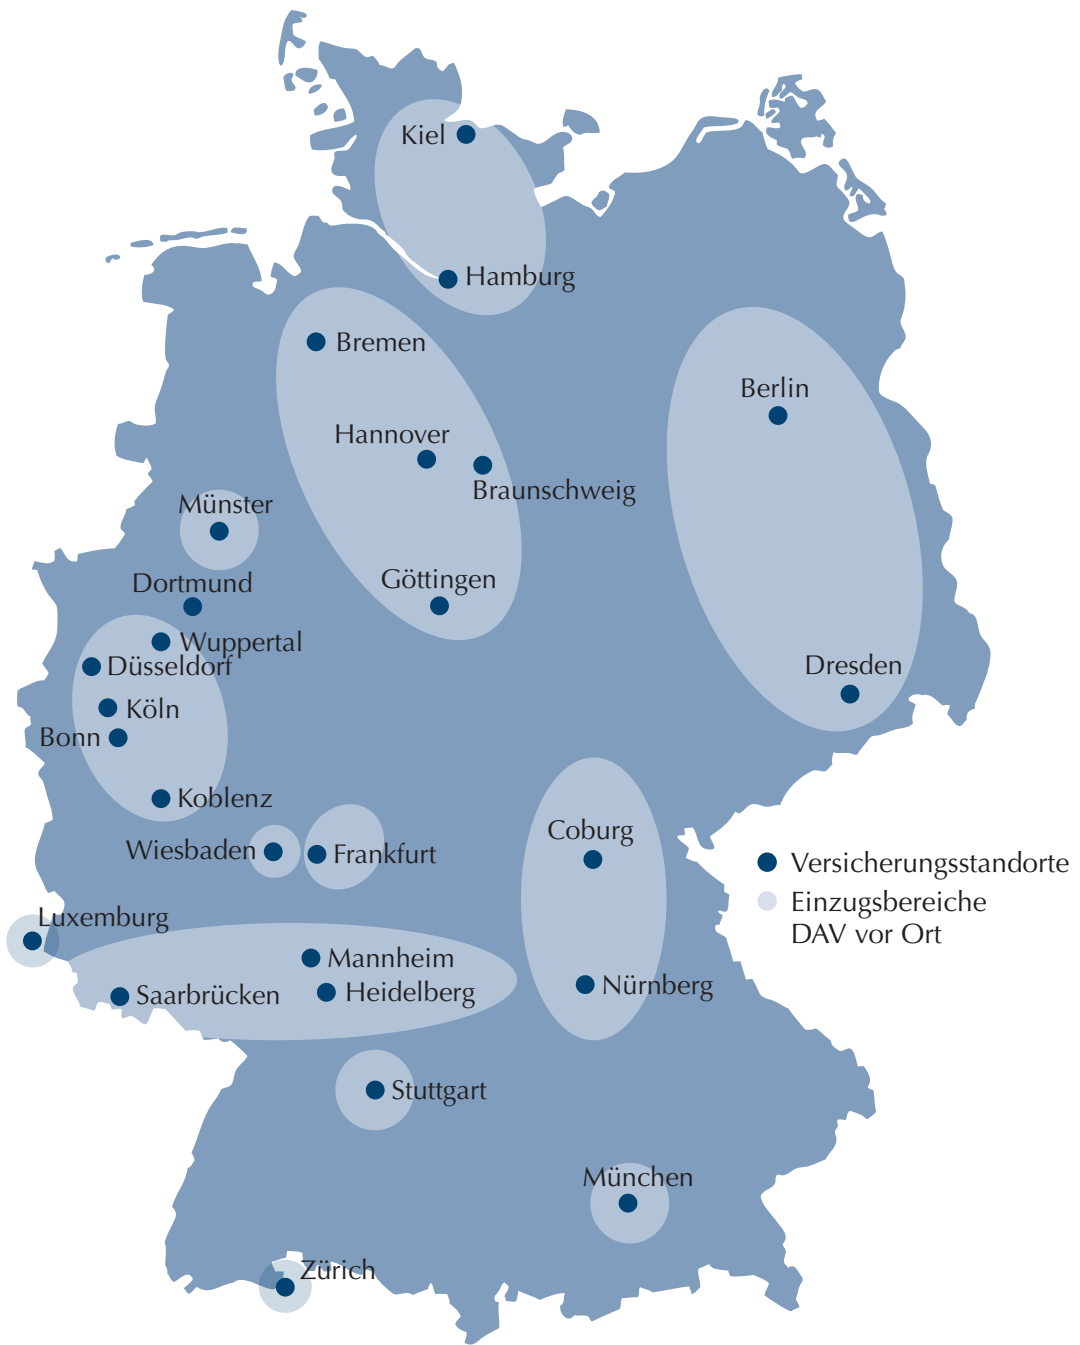 Kiel
Hamburg
Bremen
Berlin
Hannover
Braunschweig
Münster
Göttingen
Dortmund
Wuppertal
Düsseldorf
Dresden
Köln
Bonn
Koblenz
Wiesbaden
Frankfurt
Coburg
Versicherungsstandorte
Einzugsbereiche
DAV vor Ort
Luxemburg
Mannheim
Heidelberg
Saarbrücken
Nürnberg
Stuttgart
München
Zürich